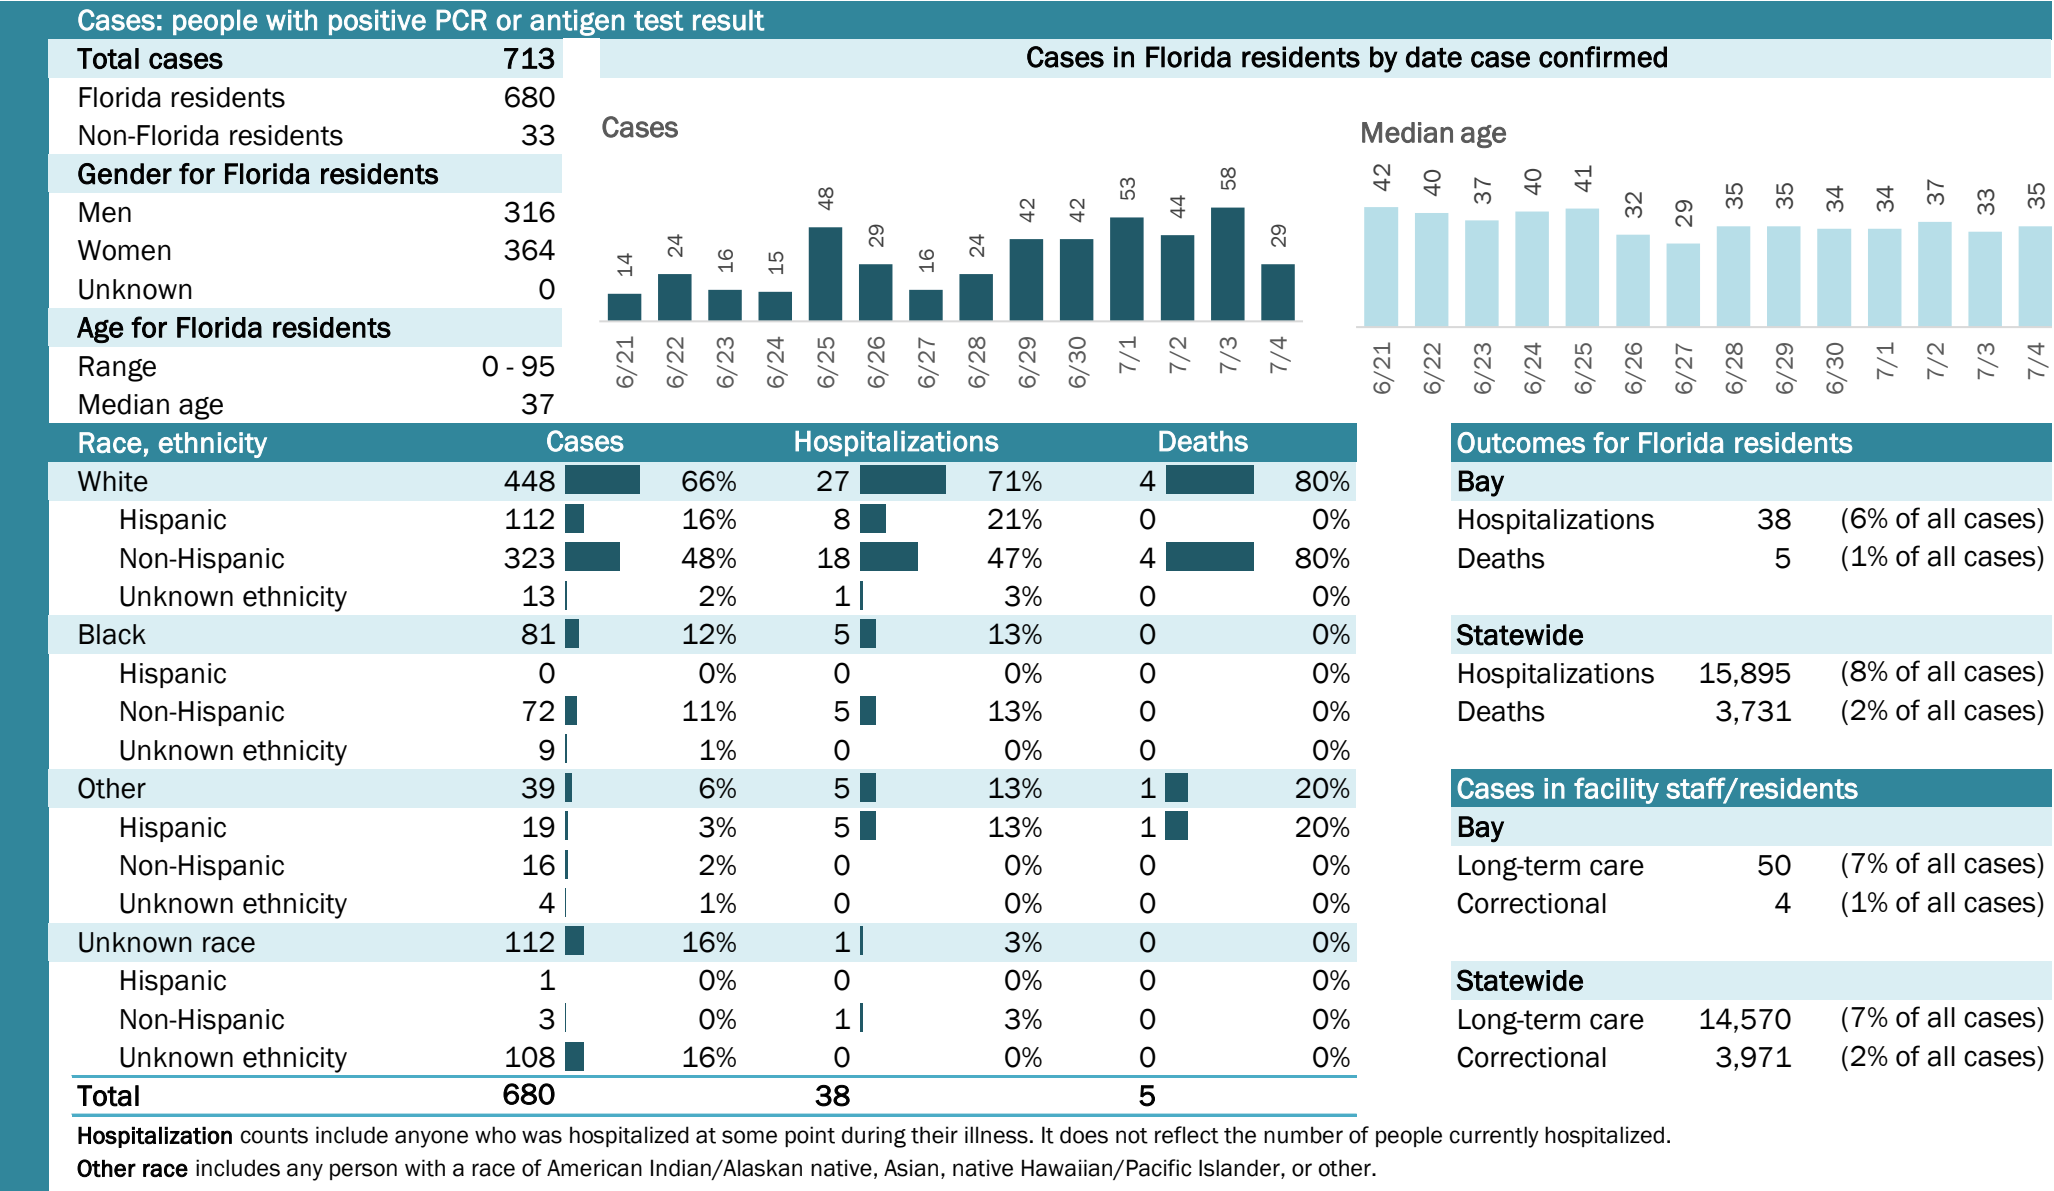 Cases: people with positive PCR or antigen test result
Total cases 713
Florida residents 680
Non-Florida residents 33
Gender for Florida residents
Men 316
Women 364
Unknown 0
Age for Florida residents
Range 0 - 95
Median age 37
Cases in Florida residents by date case confirmed
Cases
14 24 16 15 48 29 16 24 42 42 53 44 58 29
6/21 6/22 6/23 6/24 6/25 6/26 6/27 6/28 6/29 6/30 7/1 7/2 7/3 7/4
Median age
42 40 37 40 41 32 29 35 35 34 34 37 33 35
6/21 6/22 6/23 6/24 6/25 6/26 6/27 6/28 6/29 6/30 7/1 7/2 7/3 7/4
Race, ethnicity Cases Hospitalizations Deaths
White 448 66% 27 71% 4 80%
Hispanic 112 16% 8 21% 0 0%
Non-Hispanic 323 48% 18 47% 4 80%
Unknown ethnicity 13 2% 1 3% 0 0%
Black 81 12% 5 13% 0 0%
Hispanic 0 0% 0 0% 0 0%
Non-Hispanic 72 11% 5 13% 0 0%
Unknown ethnicity 9 1% 0 0% 0 0%
Other 39 6% 5 13% 1 20%
Hispanic 19 3% 5 13% 1 20%
Non-Hispanic 16 2% 0 0% 0 0%
Unknown ethnicity 4 1% 0 0% 0 0%
Unknown race 112 16% 1 3% 0 0%
Hispanic 1 0% 0 0% 0 0%
Non-Hispanic 3 0% 1 3% 0 0%
Unknown ethnicity 108 16% 0 0% 0 0%
Total 680 38 5
Outcomes for Florida residents
Bay
Hospitalizations 38 (6% of all cases)
Deaths 5 (1% of all cases)
Statewide
Hospitalizations 15,895 (8% of all cases)
Deaths 3,731 (2% of all cases)
Cases in facility staff/residents
Bay
Long-term care 50 (7% of all cases)
Correctional 4 (1% of all cases)
Statewide
Long-term care 14,570 (7% of all cases)
Correctional 3,971 (2% of all cases)
Hospitalization counts include anyone who was hospitalized at some point during their illness. It does not reflect the number of people currently hospitalized.
Other race includes any person with a race of American Indian/Alaskan native, Asian, native Hawaiian/Pacific Islander, or other.